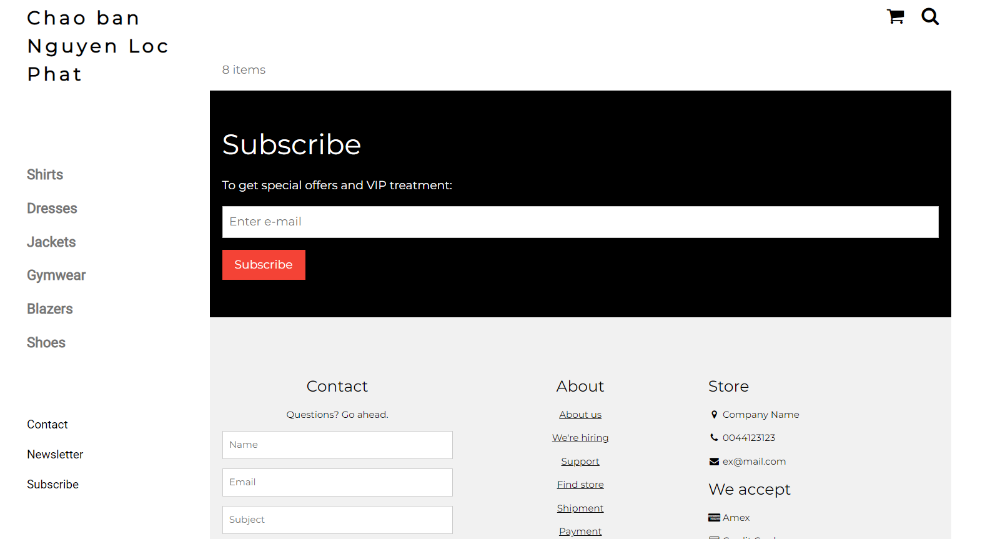 Chao ban
Nguyen Loc
Phat
Shirts
Dresses
Jackets
Gymwear
Blazers
Shoes
Contact
Newsletter
Subscribe
8 items
Subscribe
To get special offers and VIP treatment:
Enter e-mail
Subscribe
Contact
Questions? Go ahead.
Name
Email
Subject
About
About us
We're hiring
Support
Find store
Shipment
Payment
Store
Company Name
0044123123
ex@mail.com
We accept
Amex